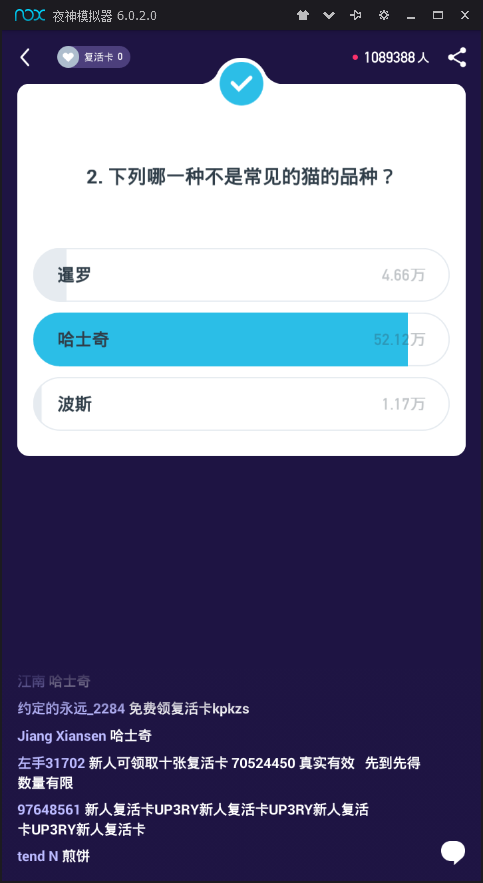 nox 夜神模拟器 6.0.2.0
复活卡 0
1089388 人
2. 下列哪一种不是常见的猫的品种？
暹罗 4.66万
哈士奇 52.12万
波斯 1.17万
江南 哈士奇
约定的永远_2284 免费领复活卡kpkzs
Jiang Xiansen 哈士奇
左手31702 新人可领取十张复活卡 70524450 真实有效 先到先得
数量有限
97648561 新人复活卡UP3RY新人复活卡UP3RY新人复活
卡UP3RY新人复活卡
tend N 煎饼